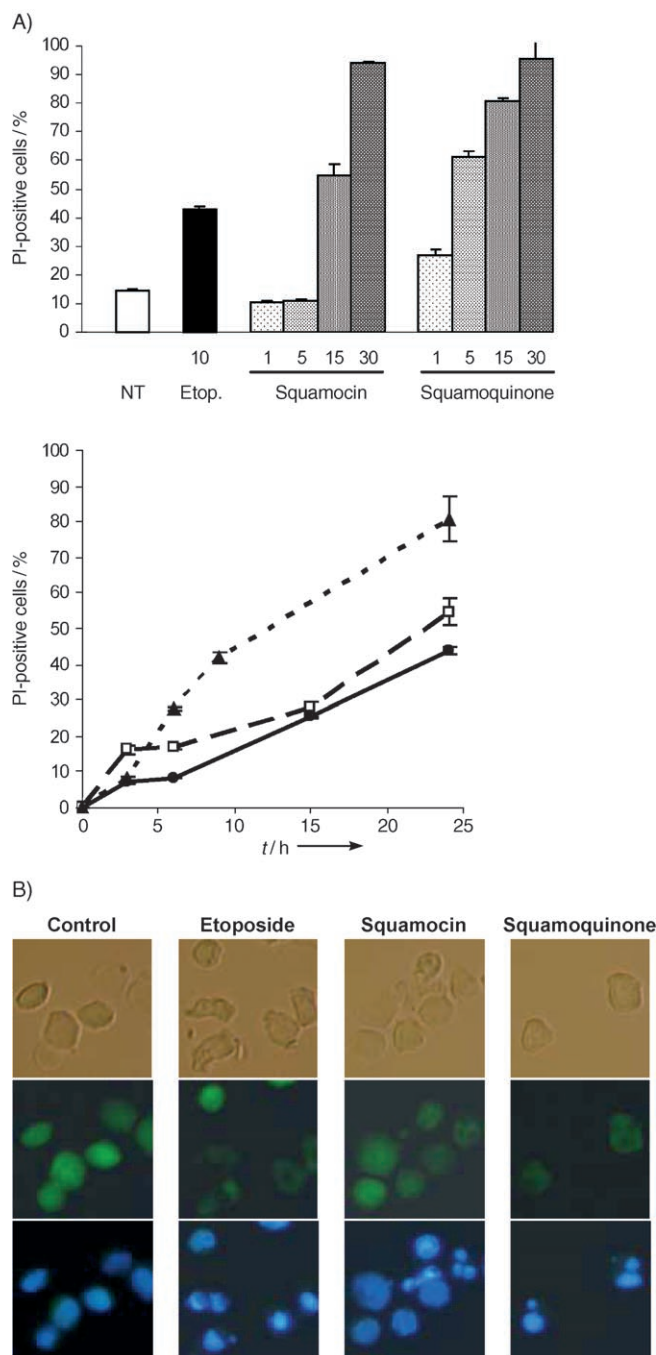 A)
PI-positive cells / %
100
90
80
70
60
50
40
30
20
10
0
10 1 5 15 30 1 5 15 30
NT Etop. Squamocin Squamoquinone
PI-positive cells / %
100
90
80
70
60
50
40
30
20
10
0
0 5 10 15 20 25
t / h
B)
Control Etoposide Squamocin Squamoquinone